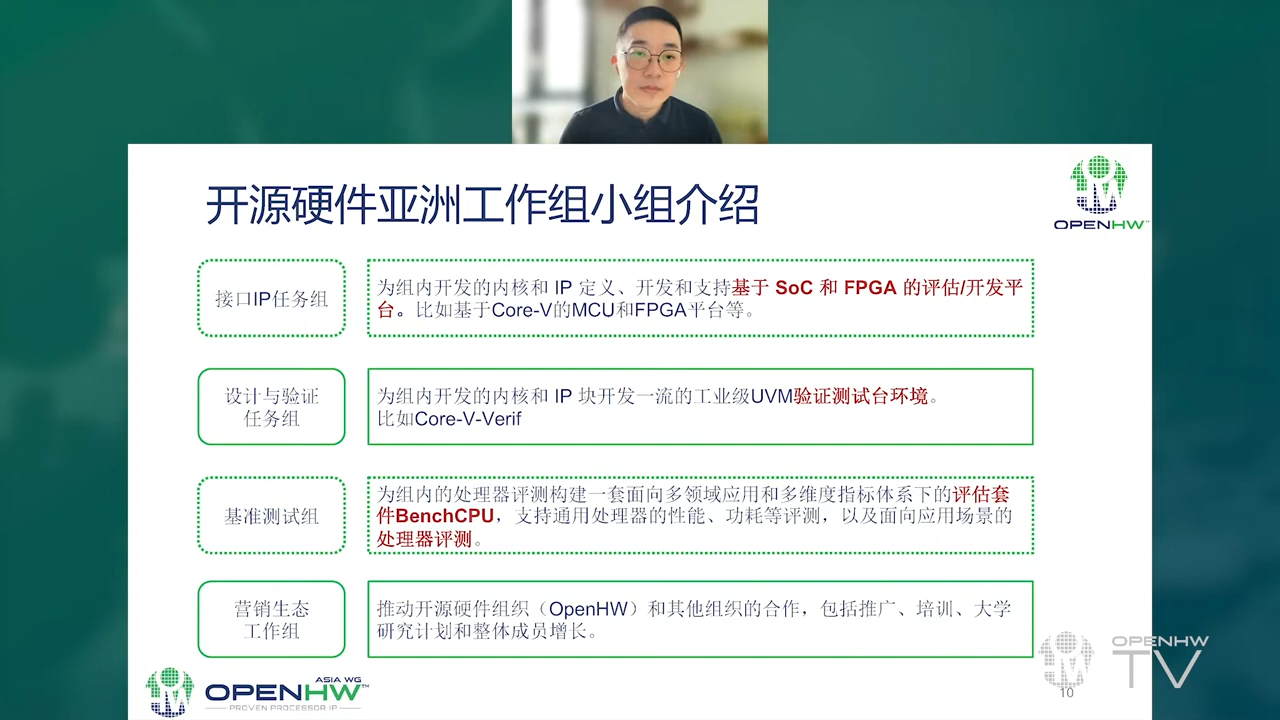 开源硬件亚洲工作组小组介绍
OPENHW™
接口IP任务组
为组内开发的内核和 IP 定义、开发和支持基于 SoC 和 FPGA 的评估/开发平
台。比如基于Core-V的MCU和FPGA平台等。
设计与验证
任务组
为组内开发的内核和 IP 块开发一流的工业级UVM验证测试台环境。
比如Core-V-Verif
基准测试组
为组内的处理器评测构建一套面向多领域应用和多维度指标体系下的评估套
件BenchCPU，支持通用处理器的性能、功耗等评测，以及面向应用场景的
处理器评测。
营销生态
工作组
推动开源硬件组织（OpenHW）和其他组织的合作，包括推广、培训、大学
研究计划和整体成员增长。
ASIA WG
OPENHW™
PROVEN PROCESSOR IP
OPENHW
TV
10